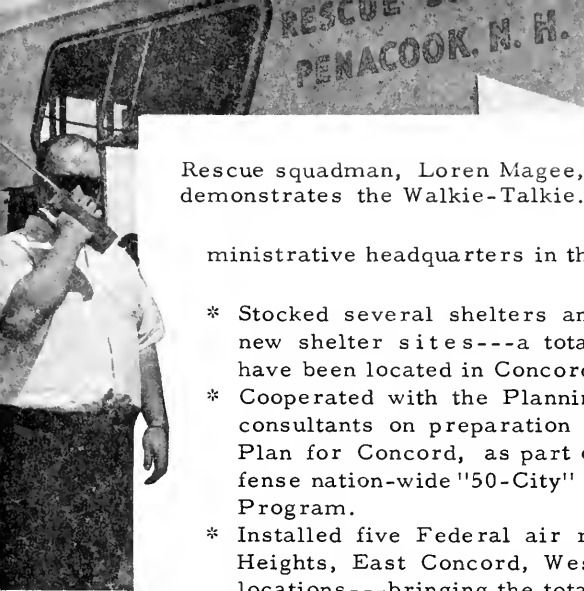 RESCUE
PENACOOK, N. H.
Rescue squadman, Loren Magee,
demonstrates the Walkie-Talkie.
ministrative headquarters in th
* Stocked several shelters an
new shelter sites---a tota
have been located in Concor
* Cooperated with the Plannin
consultants on preparation
Plan for Concord, as part
fense nation-wide "50-City"
Program.
* Installed five Federal air
Heights, East Concord, Wes
locations---bringing the tota